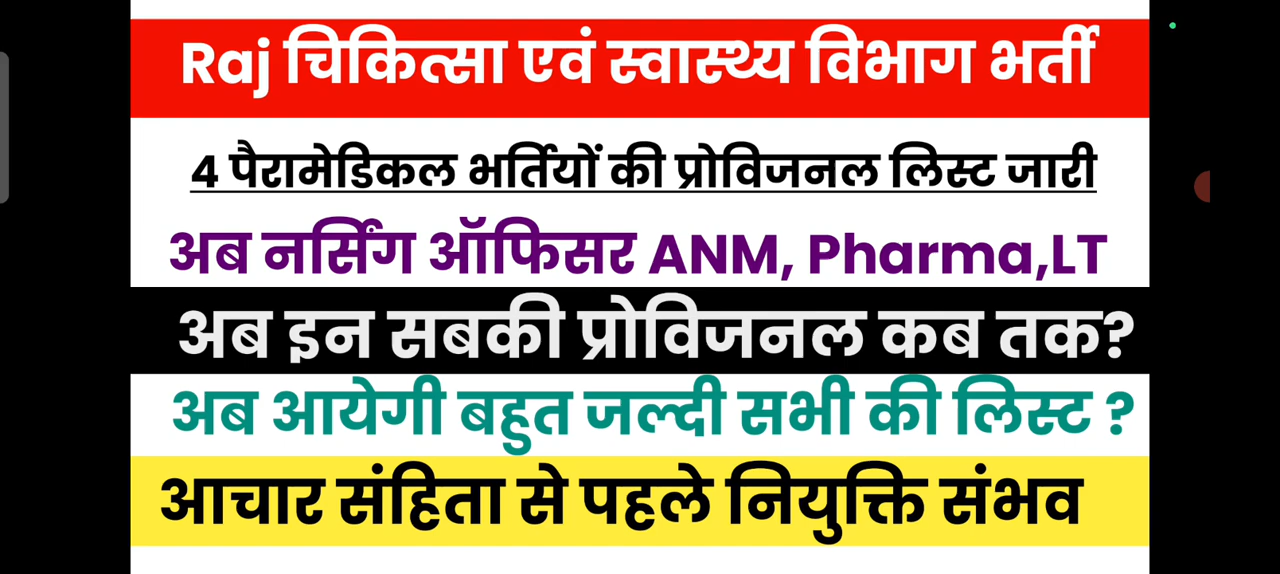 Raj चिकित्सा एवं स्वास्थ्य विभाग भर्ती
4 पैरामेडिकल भर्तियों की प्रोविजनल लिस्ट जारी
अब नर्सिंग ऑफिसर ANM, Pharma,LT
अब इन सबकी प्रोविजनल कब तक?
अब आयेगी बहुत जल्दी सभी की लिस्ट ?
आचार संहिता से पहले नियुक्ति संभव